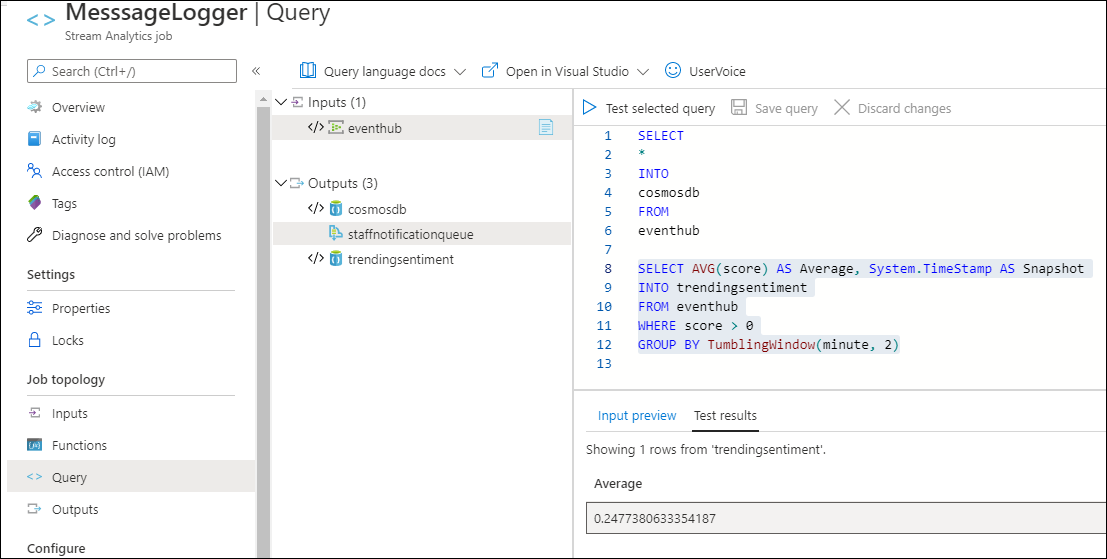 MesssageLogger | Query
Stream Analytics job
Search (Ctrl+/)
«
Overview
Activity log
Access control (IAM)
Tags
Diagnose and solve problems
Settings
Properties
Locks
Job topology
Inputs
Functions
Query
Outputs
Configure
Query language docs
Open in Visual Studio
UserVoice
Inputs (1)
eventhub
Outputs (3)
cosmosdb
staffnotificationqueue
trendingsentiment
Test selected query
Save query
Discard changes
1 SELECT
2 *
3 INTO
4 cosmosdb
5 FROM
6 eventhub
7
8 SELECT AVG(score) AS Average, System.TimeStamp AS Snapshot
9 INTO trendingsentiment
10 FROM eventhub
11 WHERE score > 0
12 GROUP BY TumblingWindow(minute, 2)
13
Input preview
Test results
Showing 1 rows from 'trendingsentiment'.
Average
0.2477380633354187